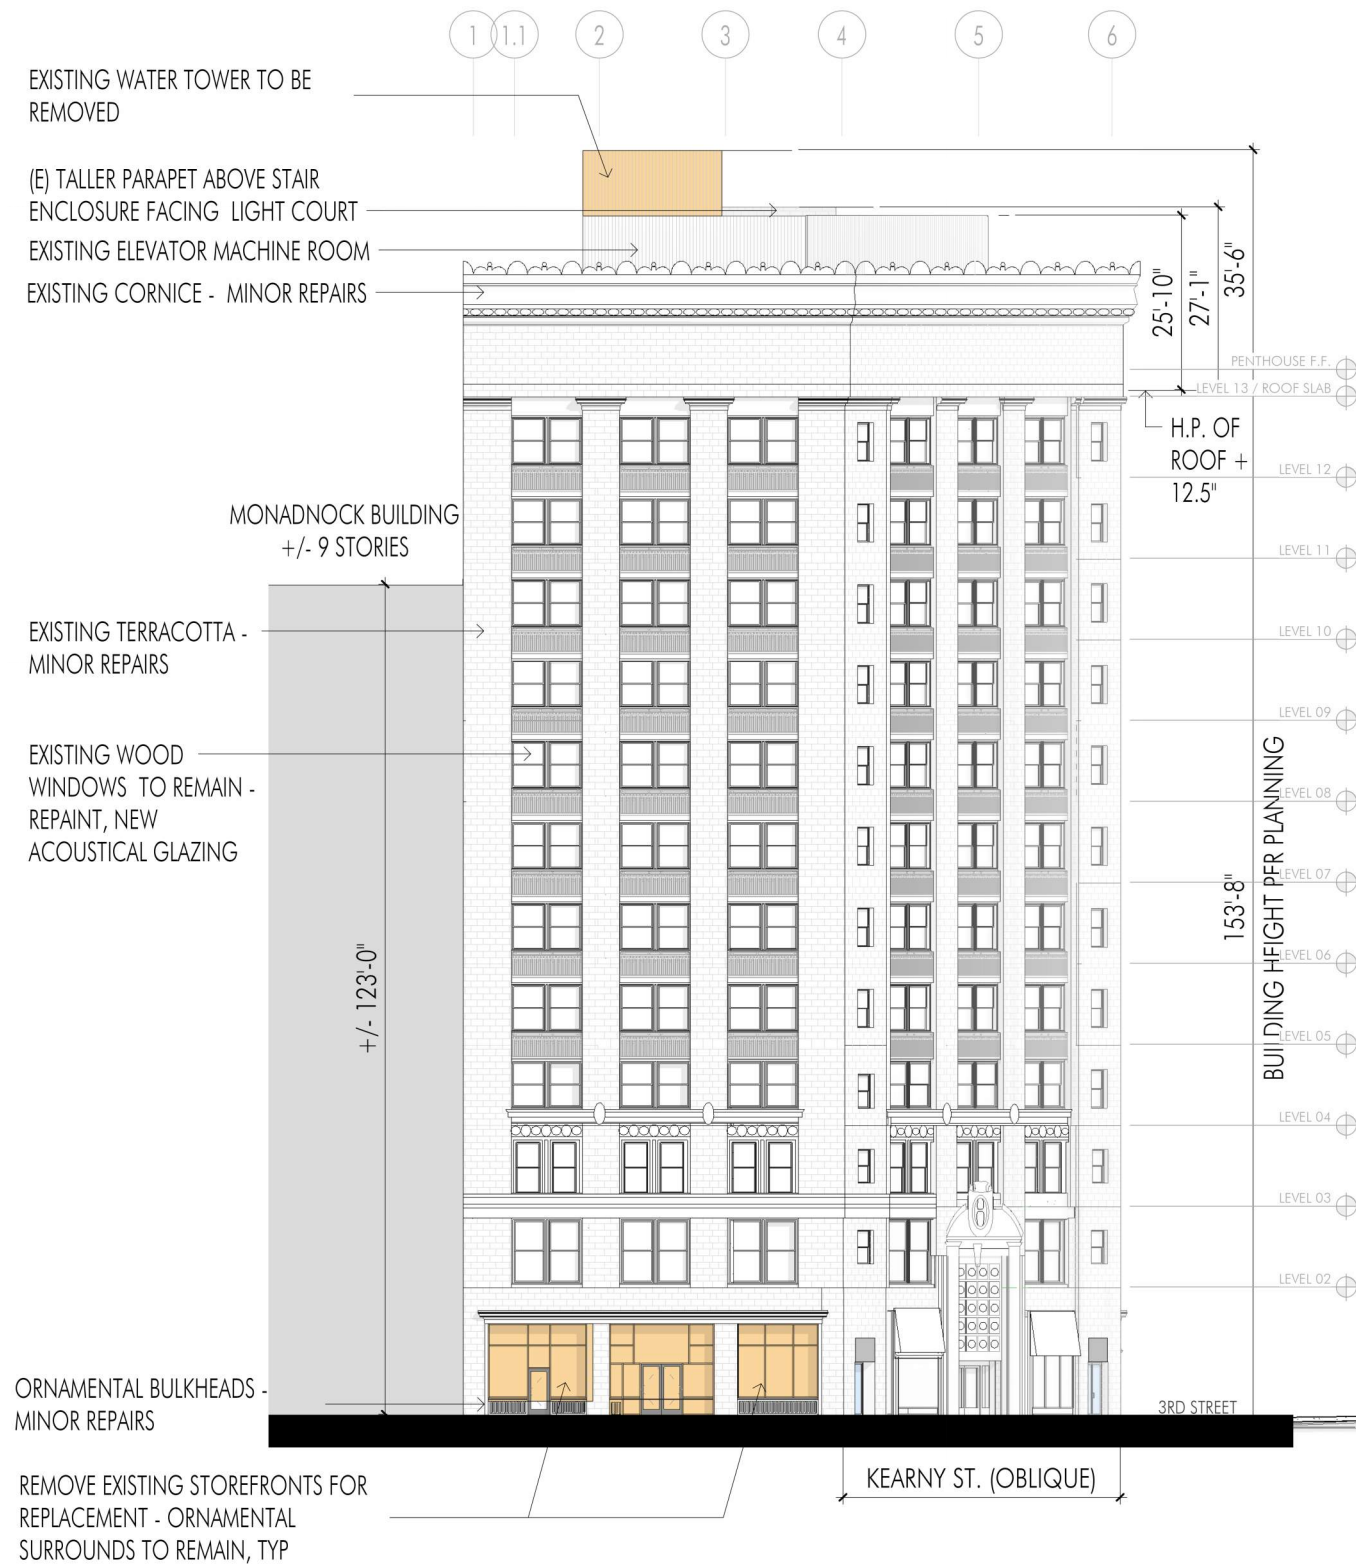 1
1.1
2
3
4
5
6
EXISTING WATER TOWER TO BE
REMOVED
(E) TALLER PARAPET ABOVE STAIR
ENCLOSURE FACING LIGHT COURT
EXISTING ELEVATOR MACHINE ROOM
EXISTING CORNICE - MINOR REPAIRS
25'-10"
27'-1"
35'-6"
PENTHOUSE F.F.
LEVEL 13 / ROOF SLAB
H.P. OF
ROOF +
12.5"
LEVEL 12
MONADNOCK BUILDING
+/- 9 STORIES
LEVEL 11
EXISTING TERRACOTTA -
MINOR REPAIRS
LEVEL 10
LEVEL 09
EXISTING WOOD
WINDOWS TO REMAIN -
REPAINT, NEW
ACOUSTICAL GLAZING
LEVEL 08
LEVEL 07
153'-8"
BUILDING HEIGHT PER PLANNING
+/- 123'-0"
LEVEL 06
LEVEL 05
LEVEL 04
LEVEL 03
LEVEL 02
ORNAMENTAL BULKHEADS -
MINOR REPAIRS
3RD STREET
KEARNY ST. (OBLIQUE)
REMOVE EXISTING STOREFRONTS FOR
REPLACEMENT - ORNAMENTAL
SURROUNDS TO REMAIN, TYP